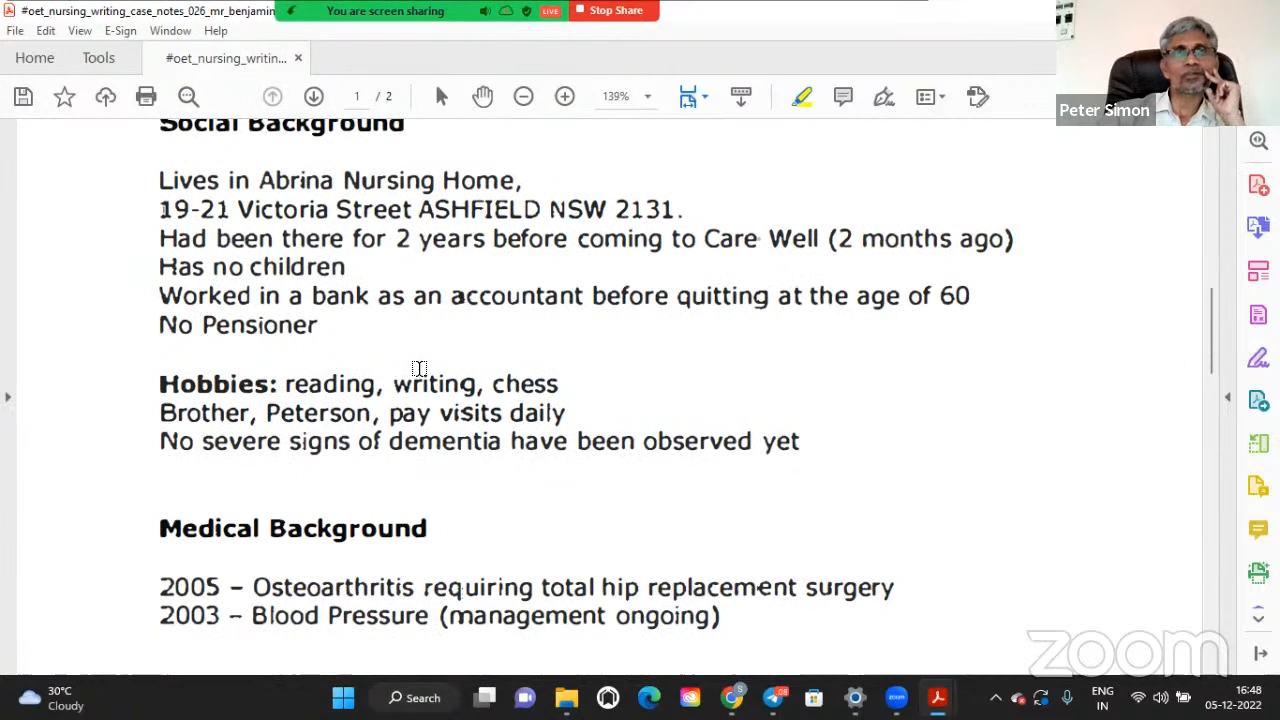 #oet_nursing_writing_case_notes_026_mr_benjamin
You are screen sharing
LIVE
Stop Share
File Edit View E-Sign Window Help
Home Tools #oet_nursing_writin... ×
1 / 2
139%
Peter Simon
Social Background
Lives in Abrina Nursing Home,
19-21 Victoria Street ASHFIELD NSW 2131.
Had been there for 2 years before coming to Care Well (2 months ago)
Has no children
Worked in a bank as an accountant before quitting at the age of 60
No Pensioner
Hobbies: reading, writing, chess
Brother, Peterson, pay visits daily
No severe signs of dementia have been observed yet
Medical Background
2005 – Osteoarthritis requiring total hip replacement surgery
2003 – Blood Pressure (management ongoing)
zoom
30°C
Cloudy
Search
ENG
IN
16:48
05-12-2022